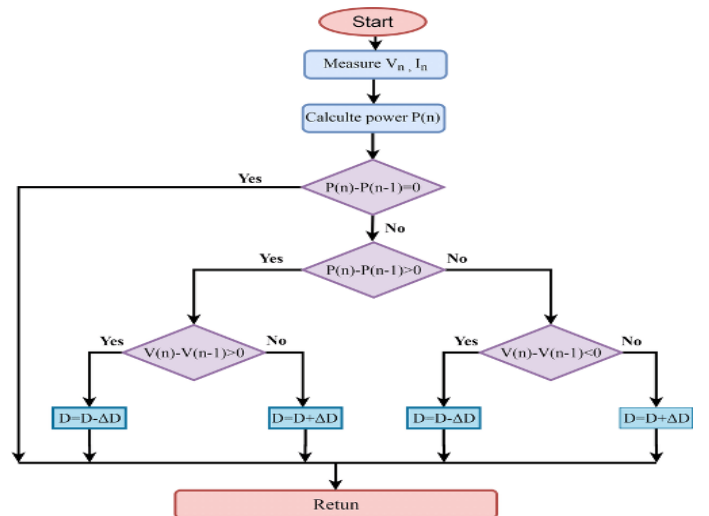 Start
Measure Vₙ , Iₙ
Calculte power P(n)
Yes
P(n)-P(n-1)=0
No
Yes
P(n)-P(n-1)>0
No
Yes
V(n)-V(n-1)>0
No
Yes
V(n)-V(n-1)<0
No
D=D-ΔD
D=D+ΔD
D=D-ΔD
D=D+ΔD
Retun